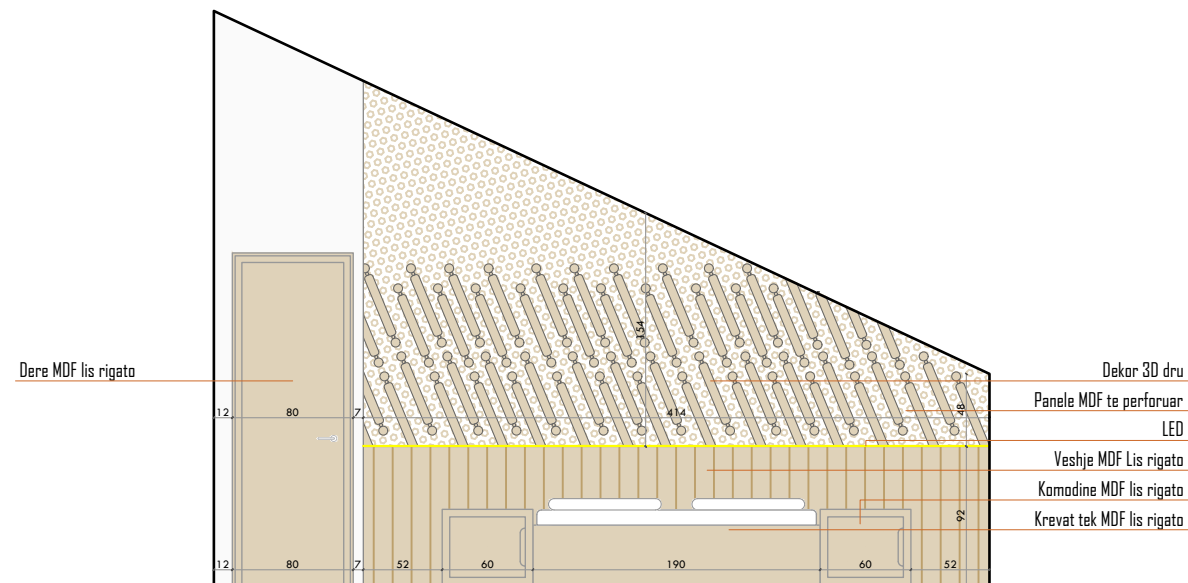 154
Dere MDF lis rigato
Dekor 3D dru
Panele MDF te perforuar
12 80 7 414 48
LED
Veshje MDF Lis rigato
Komodine MDF lis rigato
92
Krevat tek MDF lis rigato
12 80 7 52 60 190 60 52